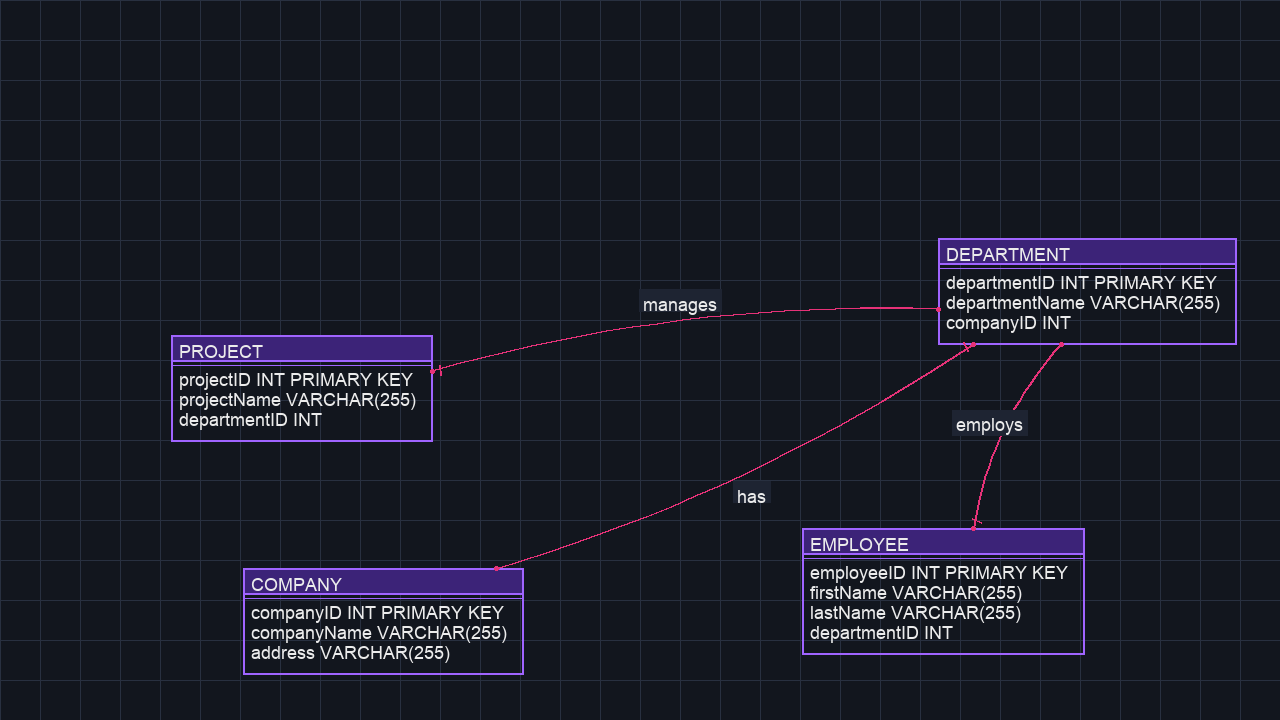 DEPARTMENT
departmentID INT PRIMARY KEY
departmentName VARCHAR(255)
companyID INT
manages
PROJECT
projectID INT PRIMARY KEY
projectName VARCHAR(255)
departmentID INT
employs
has
EMPLOYEE
employeeID INT PRIMARY KEY
firstName VARCHAR(255)
lastName VARCHAR(255)
departmentID INT
COMPANY
companyID INT PRIMARY KEY
companyName VARCHAR(255)
address VARCHAR(255)